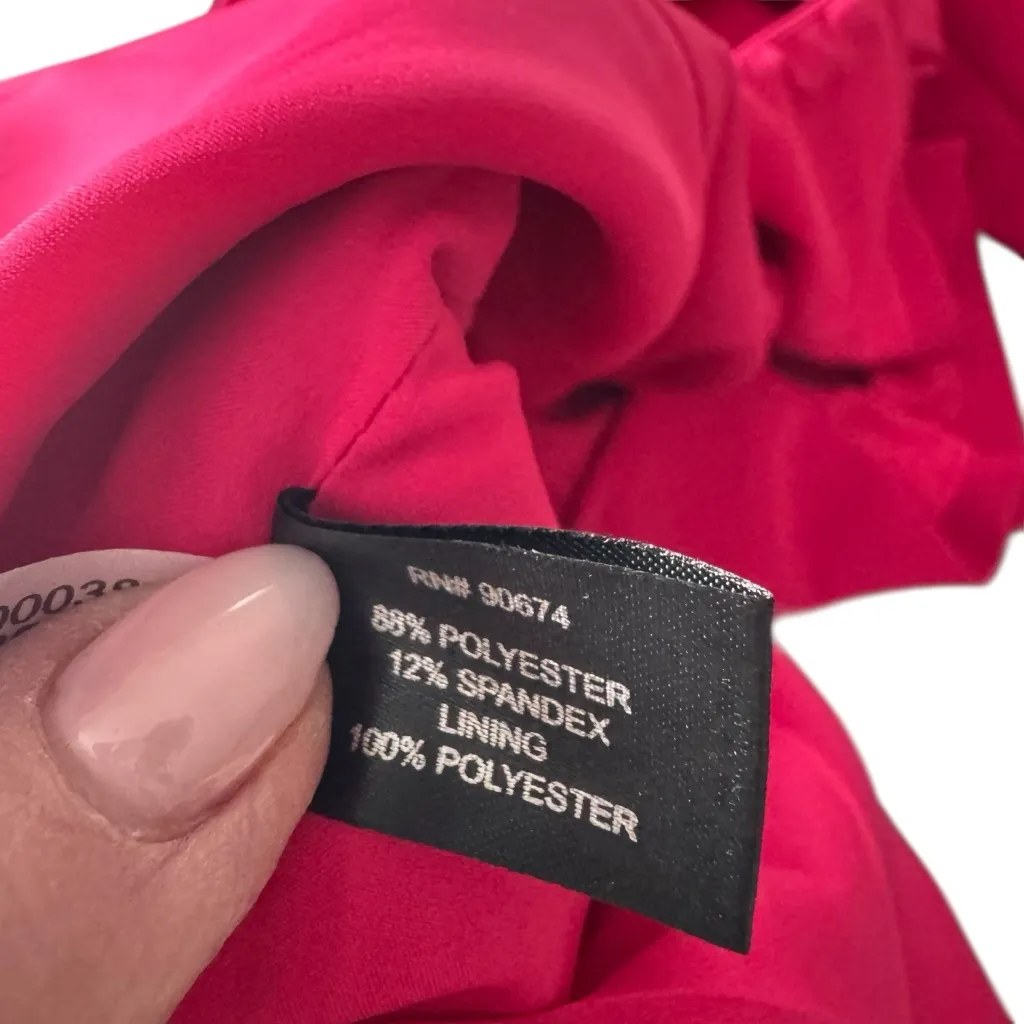 RN# 90674
88% POLYESTER
12% SPANDEX
LINING
100% POLYESTER